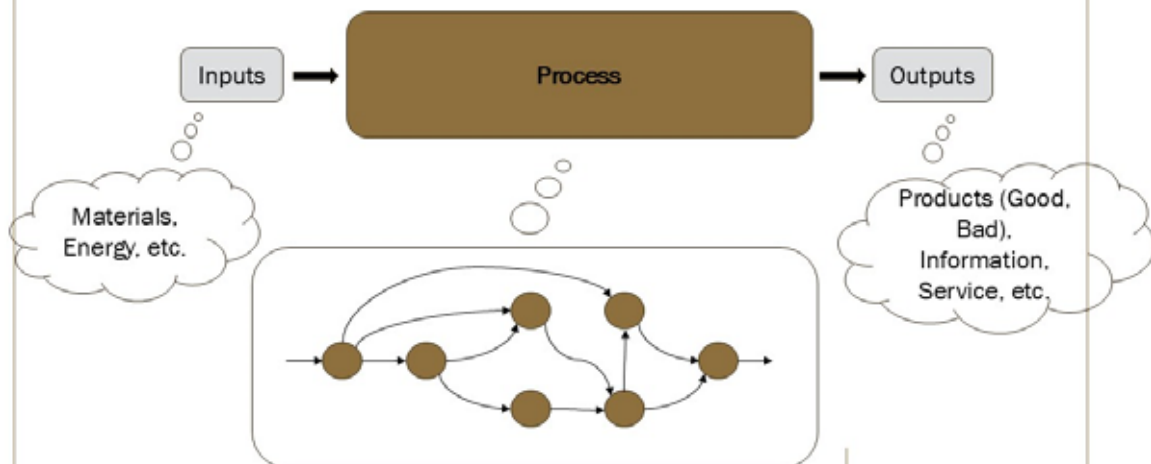 Inputs
Process
Outputs
Materials,
Energy, etc.
Products (Good,
Bad),
Information,
Service, etc.